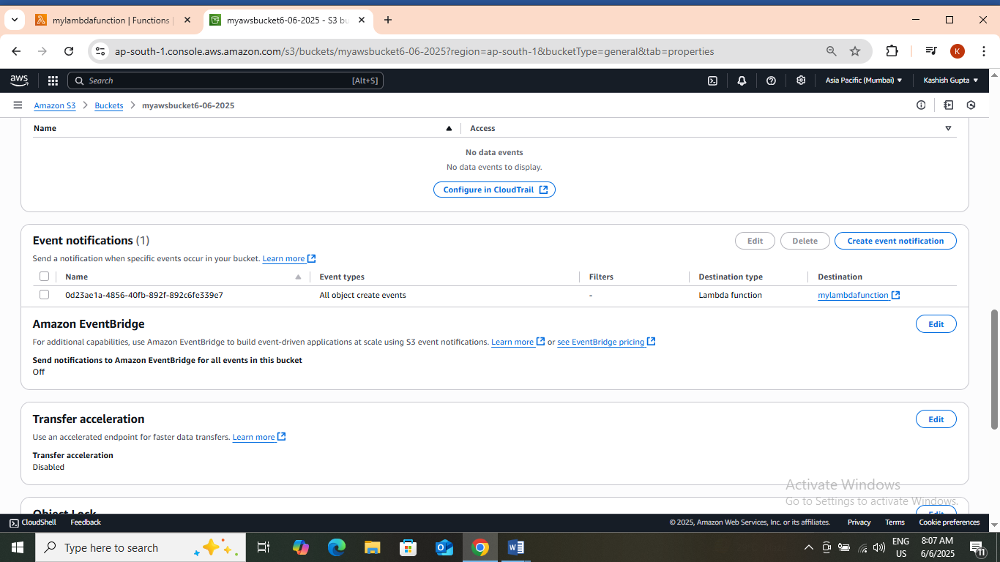 mylambdafunction | Functions
myawsbucket6-06-2025 - S3 bu
ap-south-1.console.aws.amazon.com/s3/buckets/myawsbucket6-06-2025?region=ap-south-1&bucketType=general&tab=properties
K
aws
Search
[Alt+S]
Asia Pacific (Mumbai)
Kashish Gupta
Amazon S3 > Buckets > myawsbucket6-06-2025
Name
Access
No data events
No data events to display.
Configure in CloudTrail
Event notifications (1)
Edit
Delete
Create event notification
Send a notification when specific events occur in your bucket. Learn more
Name
Event types
Filters
Destination type
Destination
0d23ae1a-4856-40fb-892f-892c6fe339e7
All object create events
-
Lambda function
mylambdafunction
Amazon EventBridge
Edit
For additional capabilities, use Amazon EventBridge to build event-driven applications at scale using S3 event notifications. Learn more or see EventBridge pricing
Send notifications to Amazon EventBridge for all events in this bucket
Off
Transfer acceleration
Edit
Use an accelerated endpoint for faster data transfers. Learn more
Transfer acceleration
Disabled
Activate Windows
Go to Settings to activate Windows.
Object Lock
Edit
CloudShell
Feedback
© 2025, Amazon Web Services, Inc. or its affiliates.
Privacy
Terms
Cookie preferences
Type here to search
ENG
US
8:07 AM
6/6/2025
11